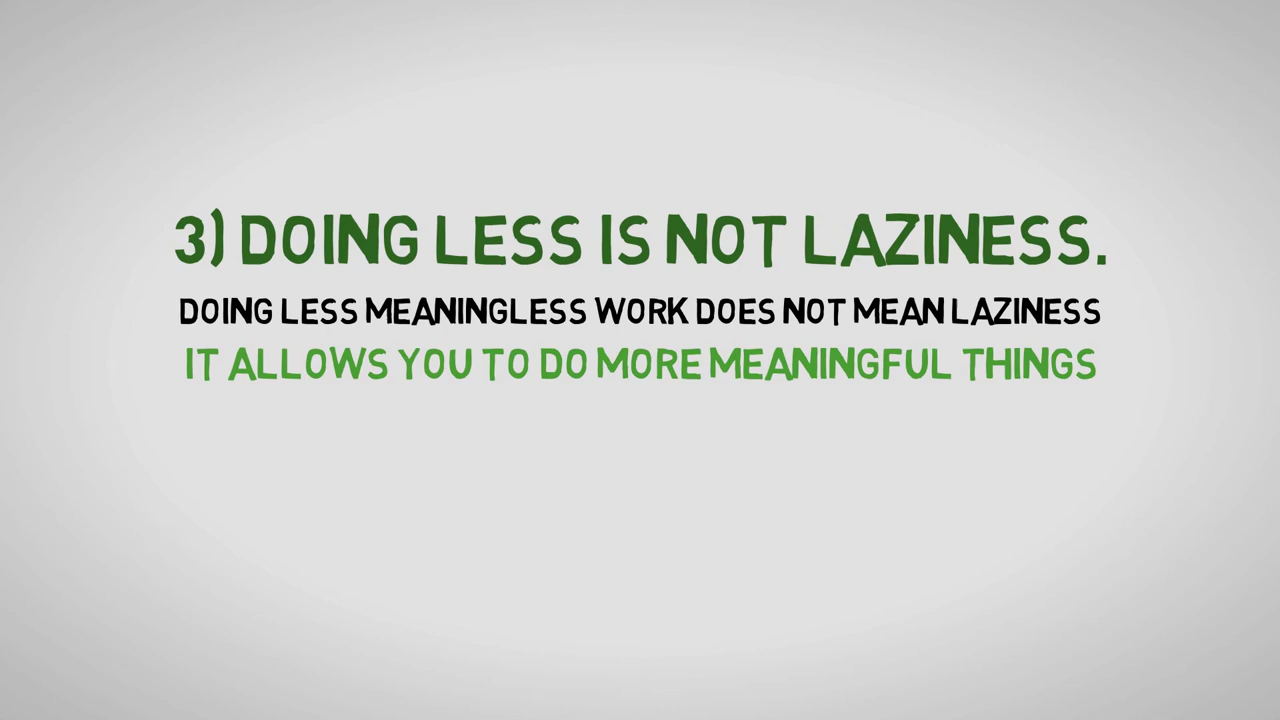 3) DOING LESS IS NOT LAZINESS.
DOING LESS MEANINGLESS WORK DOES NOT MEAN LAZINESS
IT ALLOWS YOU TO DO MORE MEANINGFUL THINGS